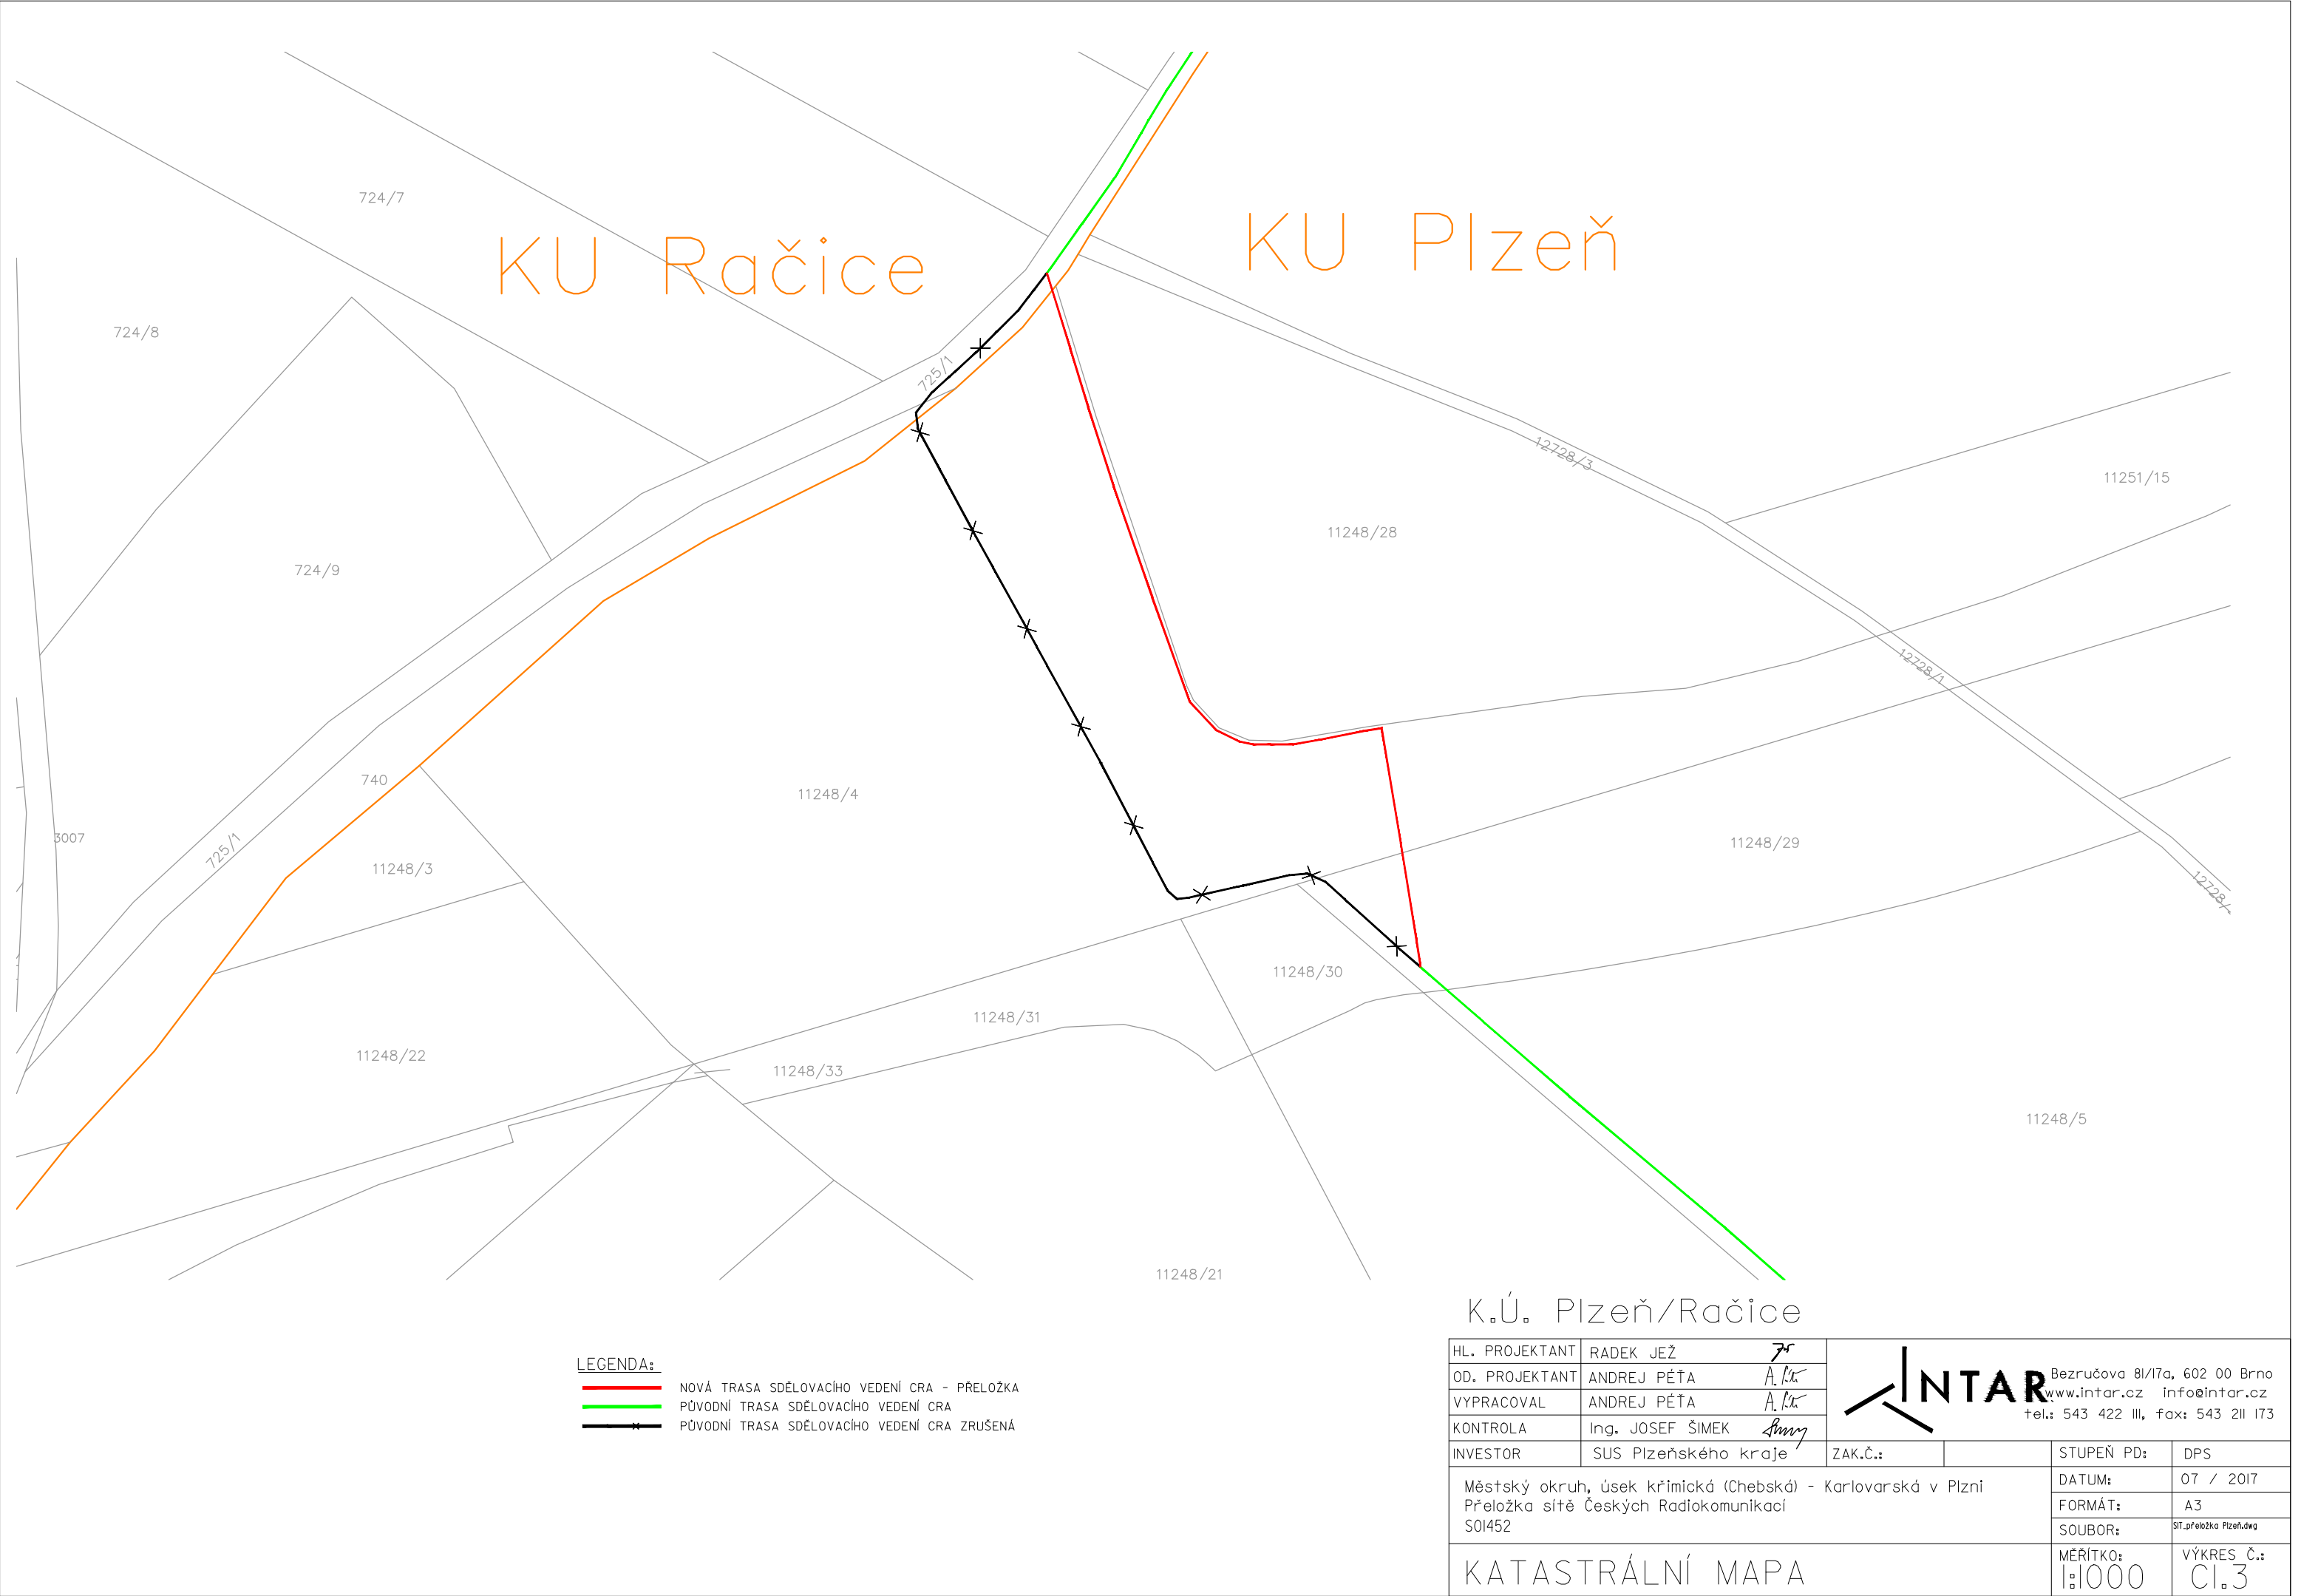 KU Račice
KU Plzeň
724/7
724/8
725/1
12728/3
11251/15
11248/28
724/9
12728/1
740
11248/4
3007
725/1
11248/3
11248/29
11248/30
11248/31
11248/22
11248/33
11248/5
11248/21
K.Ú. Plzeň/Račice
LEGENDA:
NOVÁ TRASA SDĚLOVACÍHO VEDENÍ CRA - PŘELOŽKA
PŮVODNÍ TRASA SDĚLOVACÍHO VEDENÍ CRA
PŮVODNÍ TRASA SDĚLOVACÍHO VEDENÍ CRA ZRUŠENÁ
HL. PROJEKTANT RADEK JEŽ
OD. PROJEKTANT ANDREJ PÉŤA
VYPRACOVAL ANDREJ PÉŤA
KONTROLA Ing. JOSEF ŠIMEK
INVESTOR SUS Plzeňského kraje ZAK.Č.:
INTAR
Bezručova 81/17a, 602 00 Brno
www.intar.cz info@intar.cz
tel.: 543 422 111, fax: 543 211 173
STUPEŇ PD: DPS
DATUM: 07 / 2017
FORMÁT: A3
SOUBOR: SIT_přeložka Plzeň.dwg
MĚŘÍTKO: 1:1000
VÝKRES Č.: C1.3
Městský okruh, úsek křimická (Chebská) - Karlovarská v Plzni
Přeložka sítě Českých Radiokomunikací
SO1452
KATASTRÁLNÍ MAPA